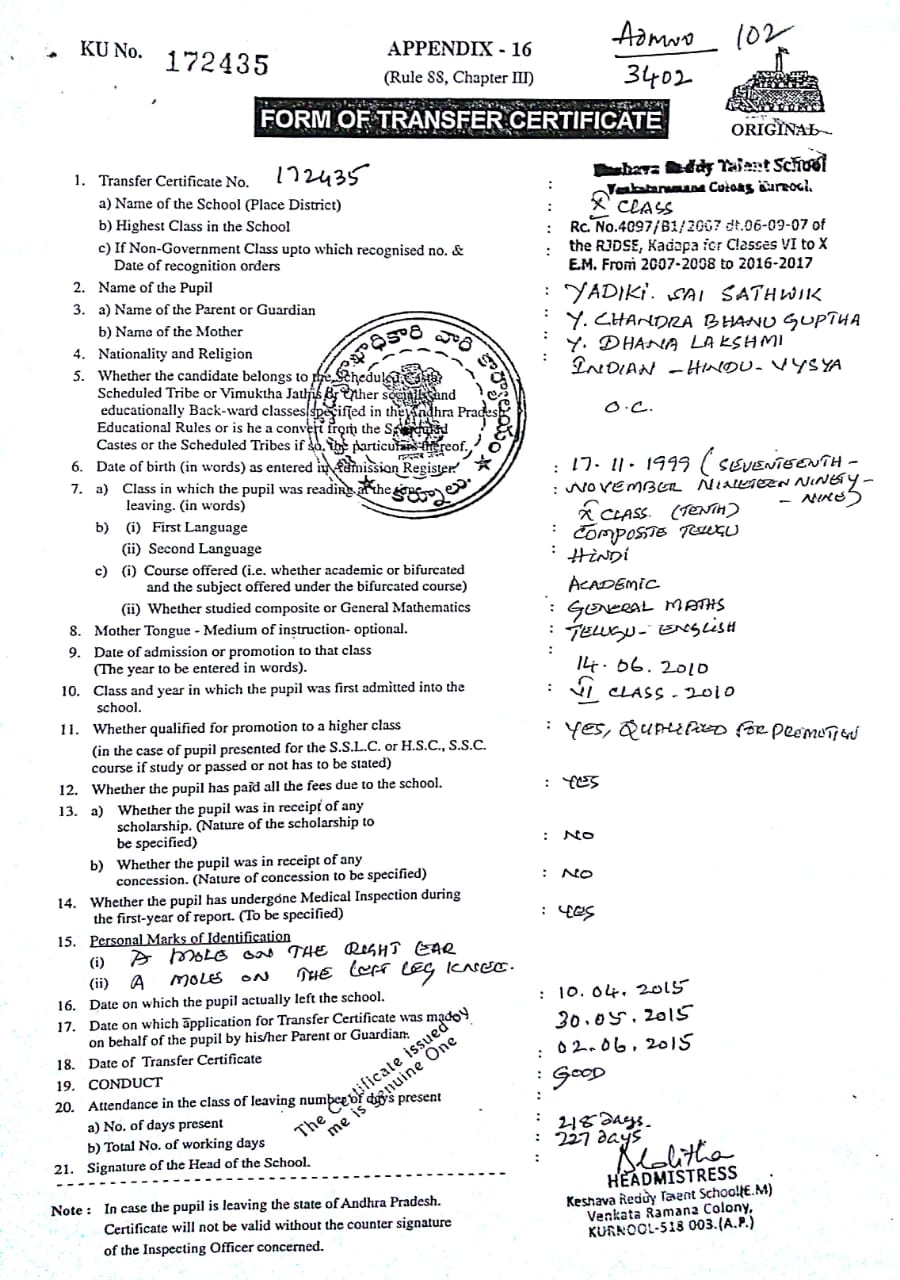 KU No. 172435
APPENDIX - 16
(Rule 88, Chapter III)
Admno 102
3402
ORIGINAL
FORM OF TRANSFER CERTIFICATE
1. Transfer Certificate No. 172435
: Keshava Reddy Talent School
Venkataramana Colony, Kurnool.
a) Name of the School (Place District)
b) Highest Class in the School : X CLASS
c) If Non-Government Class upto which recognised no. & : Rc. No.4097/B1/2007 dt.06-09-07 of
Date of recognition orders : the RJDSE, Kadapa for Classes VI to X
E.M. From 2007-2008 to 2016-2017
2. Name of the Pupil : YADIKI. SAI SATHWIK
3. a) Name of the Parent or Guardian : Y. CHANDRA BHANU GUPTHA
b) Name of the Mother : Y. DHANA LAKSHMI
4. Nationality and Religion : INDIAN - HINDU - VYSYA
5. Whether the candidate belongs to the Scheduled Caste
Scheduled Tribe or Vimuktha Jathis or other socially and
educationally Back-ward classes specified in the Andhra Pradesh
Educational Rules or is he a convert from the Scheduled
Castes or the Scheduled Tribes if so, the particulars thereof.
O.C.
కార్యాలయం
కర్నూలు.
6. Date of birth (in words) as entered in Admission Register. : 17. 11. 1999 (SEVENTEENTH -
NOVEMBER NINETEEN NINETY -
- NINE)
7. a) Class in which the pupil was reading at the time
leaving. (in words) : X CLASS. (TENTH)
b) (i) First Language : COMPOSITE TELUGU
(ii) Second Language : HINDI
c) (i) Course offered (i.e. whether academic or bifurcated
and the subject offered under the bifurcated course) ACADEMIC
(ii) Whether studied composite or General Mathematics : GENERAL MATHS
8. Mother Tongue - Medium of instruction- optional. : TELUGU - ENGLISH
9. Date of admission or promotion to that class :
(The year to be entered in words). 14. 06. 2010
10. Class and year in which the pupil was first admitted into the : VI CLASS - 2010
school.
11. Whether qualified for promotion to a higher class : YES, QUALIFIED FOR PROMOTION
(in the case of pupil presented for the S.S.L.C. or H.S.C., S.S.C.
course if study or passed or not has to be stated)
12. Whether the pupil has paid all the fees due to the school. : YES
13. a) Whether the pupil was in receipt of any
scholarship. (Nature of the scholarship to
be specified) : NO
b) Whether the pupil was in receipt of any
concession. (Nature of concession to be specified) : NO
14. Whether the pupil has undergone Medical Inspection during
the first-year of report. (To be specified) : YES
15. Personal Marks of Identification
(i) A MOLE ON THE RIGHT EAR
(ii) A MOLE ON THE LEFT LEG KNEE.
16. Date on which the pupil actually left the school. : 10. 04. 2015
17. Date on which application for Transfer Certificate was made
on behalf of the pupil by his/her Parent or Guardian. 30.05.2015
18. Date of Transfer Certificate : 02.06.2015
19. CONDUCT : GOOD
20. Attendance in the class of leaving number of days present :
a) No. of days present : 218 days.
b) Total No. of working days : 227 days
The Certificate issued by
me is genuine One
21. Signature of the Head of the School. :
HEADMISTRESS
Keshava Reddy Talent School(E.M)
Venkata Ramana Colony,
KURNOOL-518 003.(A.P.)
Note : In case the pupil is leaving the state of Andhra Pradesh.
Certificate will not be valid without the counter signature
of the Inspecting Officer concerned.